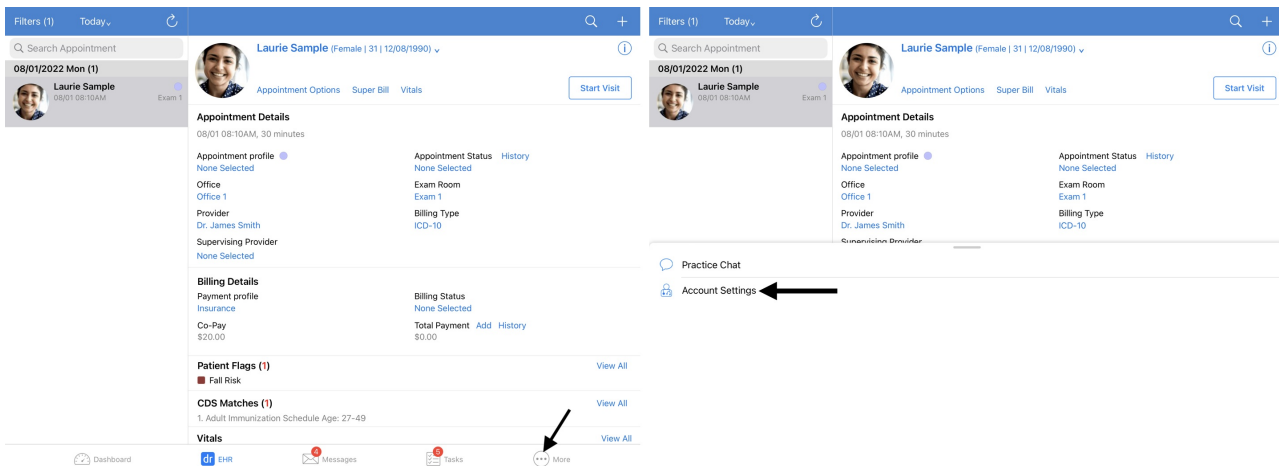 Filters (1) Today
Search Appointment
08/01/2022 Mon (1)
Laurie Sample
08/01 08:10AM Exam 1
Laurie Sample (Female | 31 | 12/08/1990)
Appointment Options Super Bill Vitals Start Visit
Appointment Details
08/01 08:10AM, 30 minutes
Appointment profile Appointment Status History
None Selected None Selected
Office Exam Room
Office 1 Exam 1
Provider Billing Type
Dr. James Smith ICD-10
Supervising Provider
None Selected
Billing Details
Payment profile Billing Status
Insurance None Selected
Co-Pay Total Payment Add History
$20.00 $0.00
Patient Flags (1) View All
Fall Risk
CDS Matches (1) View All
1. Adult Immunization Schedule Age: 27-49
Vitals View All
Dashboard dr EHR 4 Messages 5 Tasks More
Filters (1) Today
Search Appointment
08/01/2022 Mon (1)
Laurie Sample
08/01 08:10AM Exam 1
Laurie Sample (Female | 31 | 12/08/1990)
Appointment Options Super Bill Vitals Start Visit
Appointment Details
08/01 08:10AM, 30 minutes
Appointment profile Appointment Status History
None Selected None Selected
Office Exam Room
Office 1 Exam 1
Provider Billing Type
Dr. James Smith ICD-10
Supervising Provider
Practice Chat
Account Settings